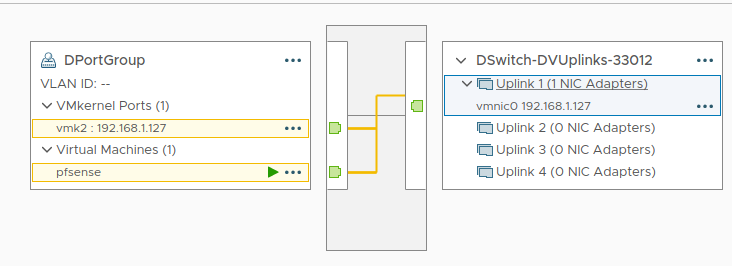 DPortGroup
VLAN ID: --
VMkernel Ports (1)
vmk2 : 192.168.1.127
Virtual Machines (1)
pfsense
DSwitch-DVUplinks-33012
Uplink 1 (1 NIC Adapters)
vmnic0 192.168.1.127
Uplink 2 (0 NIC Adapters)
Uplink 3 (0 NIC Adapters)
Uplink 4 (0 NIC Adapters)